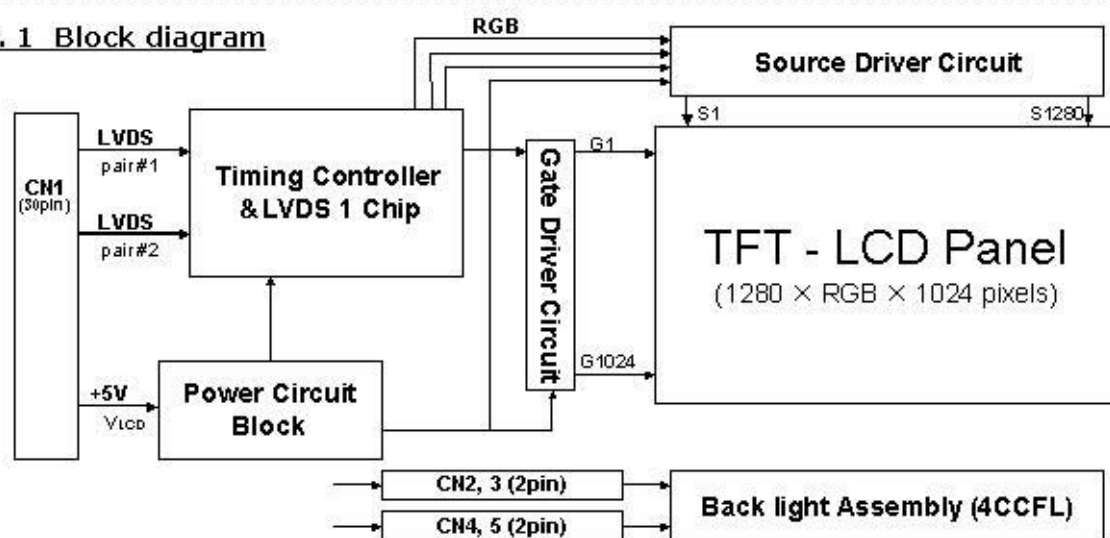 . 1 Block diagram
RGB
Source Driver Circuit
S1
S1280
CN1
(30pin)
LVDS
pair#1
LVDS
pair#2
Timing Controller
& LVDS 1 Chip
Gate Driver Circuit
G1
G1024
TFT - LCD Panel
(1280 × RGB × 1024 pixels)
+5V
VLCD
Power Circuit
Block
CN2, 3 (2pin)
CN4, 5 (2pin)
Back light Assembly (4CCFL)